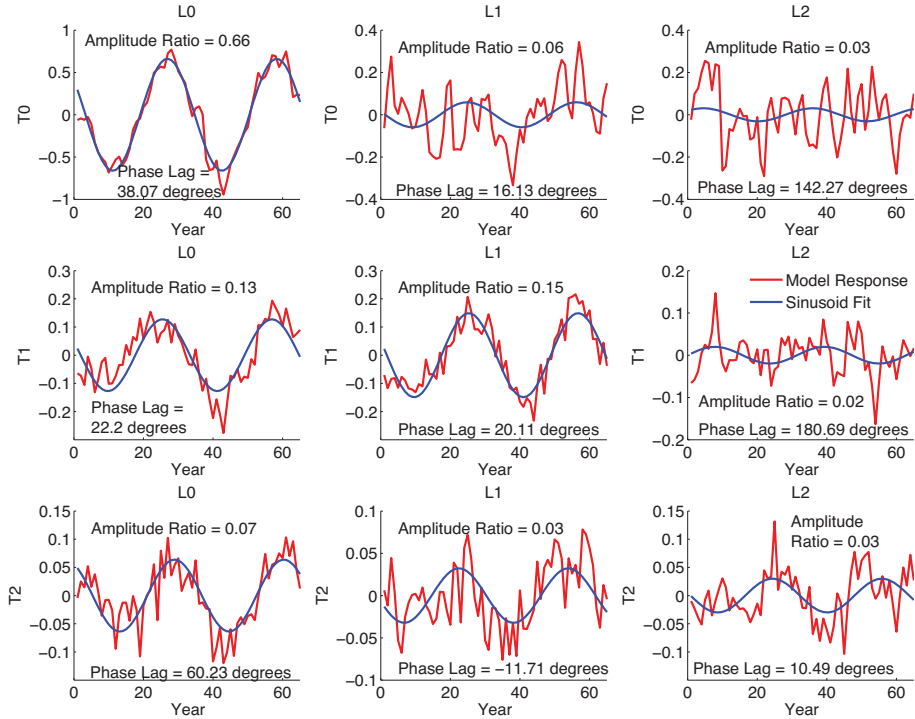 L0
Amplitude Ratio = 0.66
1
0.5
0
−0.5
−1
T0
Phase Lag =
38.07 degrees
0 20 40 60
Year
L1
Amplitude Ratio = 0.06
0.4
0.2
0
−0.2
−0.4
T0
Phase Lag = 16.13 degrees
0 20 40 60
Year
L2
Amplitude Ratio = 0.03
0.4
0.2
0
−0.2
−0.4
T0
Phase Lag = 142.27 degrees
0 20 40 60
Year
L0
Amplitude Ratio = 0.13
0.3
0.2
0.1
0
−0.1
−0.2
T1
Phase Lag =
22.2 degrees
0 20 40 60
Year
L1
Amplitude Ratio = 0.15
0.3
0.2
0.1
0
−0.1
−0.2
T1
Phase Lag = 20.11 degrees
0 20 40 60
Year
L2
Model Response
Sinusoid Fit
0.2
0.1
0
−0.1
−0.2
T1
Amplitude Ratio = 0.02
Phase Lag = 180.69 degrees
0 20 40 60
Year
L0
Amplitude Ratio = 0.07
0.15
0.1
0.05
0
−0.05
−0.1
T2
Phase Lag = 60.23 degrees
0 20 40 60
Year
L1
Amplitude Ratio = 0.03
0.1
0.05
0
−0.05
−0.1
T2
Phase Lag = −11.71 degrees
0 20 40 60
Year
L2
Amplitude
Ratio = 0.03
0.15
0.1
0.05
0
−0.05
−0.1
T2
Phase Lag = 10.49 degrees
0 20 40 60
Year